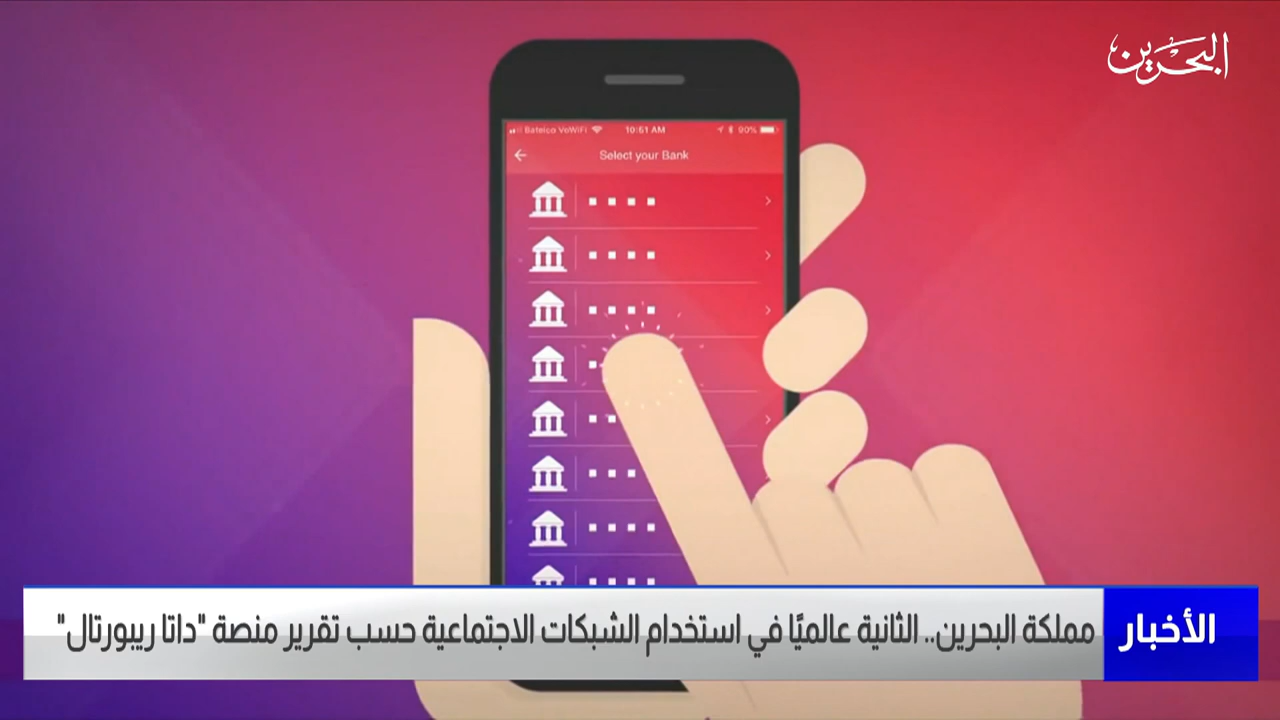 البحرين
Batelco VoWiFi 10:51 AM 90%
Select your Bank
الأخبار
مملكة البحرين.. الثانية عالميًا في استخدام الشبكات الاجتماعية حسب تقرير منصة "داتا ريبورتال"